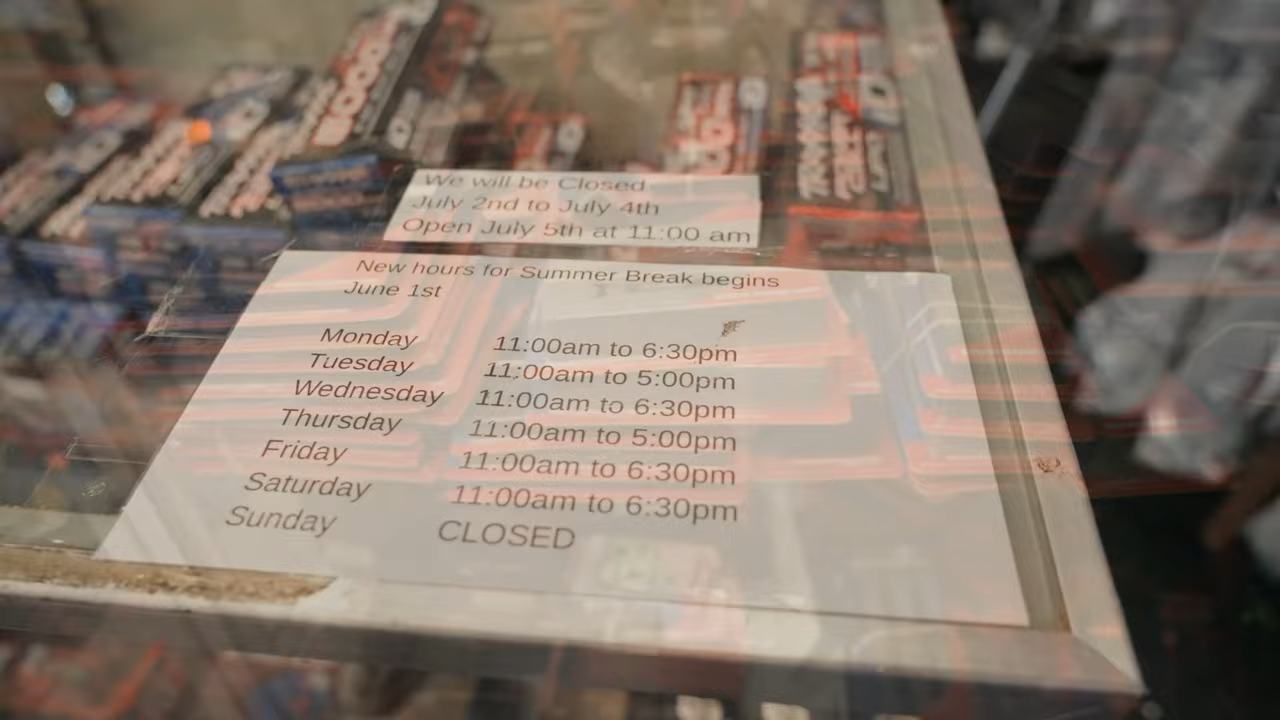 We will be Closed
July 2nd to July 4th
Open July 5th at 11:00 am
New hours for Summer Break begins
June 1st
Monday 11:00am to 6:30pm
Tuesday 11:00am to 5:00pm
Wednesday 11:00am to 6:30pm
Thursday 11:00am to 5:00pm
Friday 11:00am to 6:30pm
Saturday 11:00am to 6:30pm
Sunday CLOSED